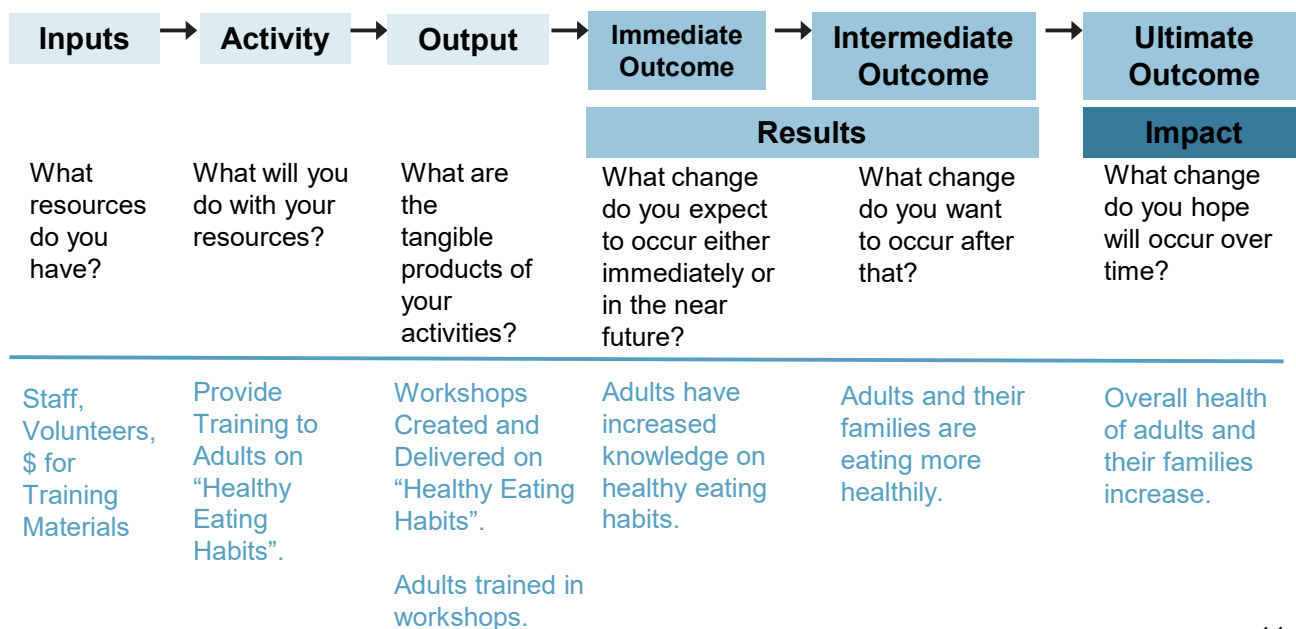 Inputs
Activity
Output
Immediate
Outcome
Intermediate
Outcome
Ultimate
Outcome
Results
Impact
What
resources
do you
have?
What will you
do with your
resources?
What are
the
tangible
products of
your
activities?
What change
do you expect
to occur either
immediately or
in the near
future?
What change
do you want
to occur after
that?
What change
do you hope
will occur over
time?
Staff,
Volunteers,
$ for
Training
Materials
Provide
Training to
Adults on
“Healthy
Eating
Habits”.
Workshops
Created and
Delivered on
“Healthy Eating
Habits”.
Adults trained in
workshops.
Adults have
increased
knowledge on
healthy eating
habits.
Adults and their
families are
eating more
healthily.
Overall health
of adults and
their families
increase.